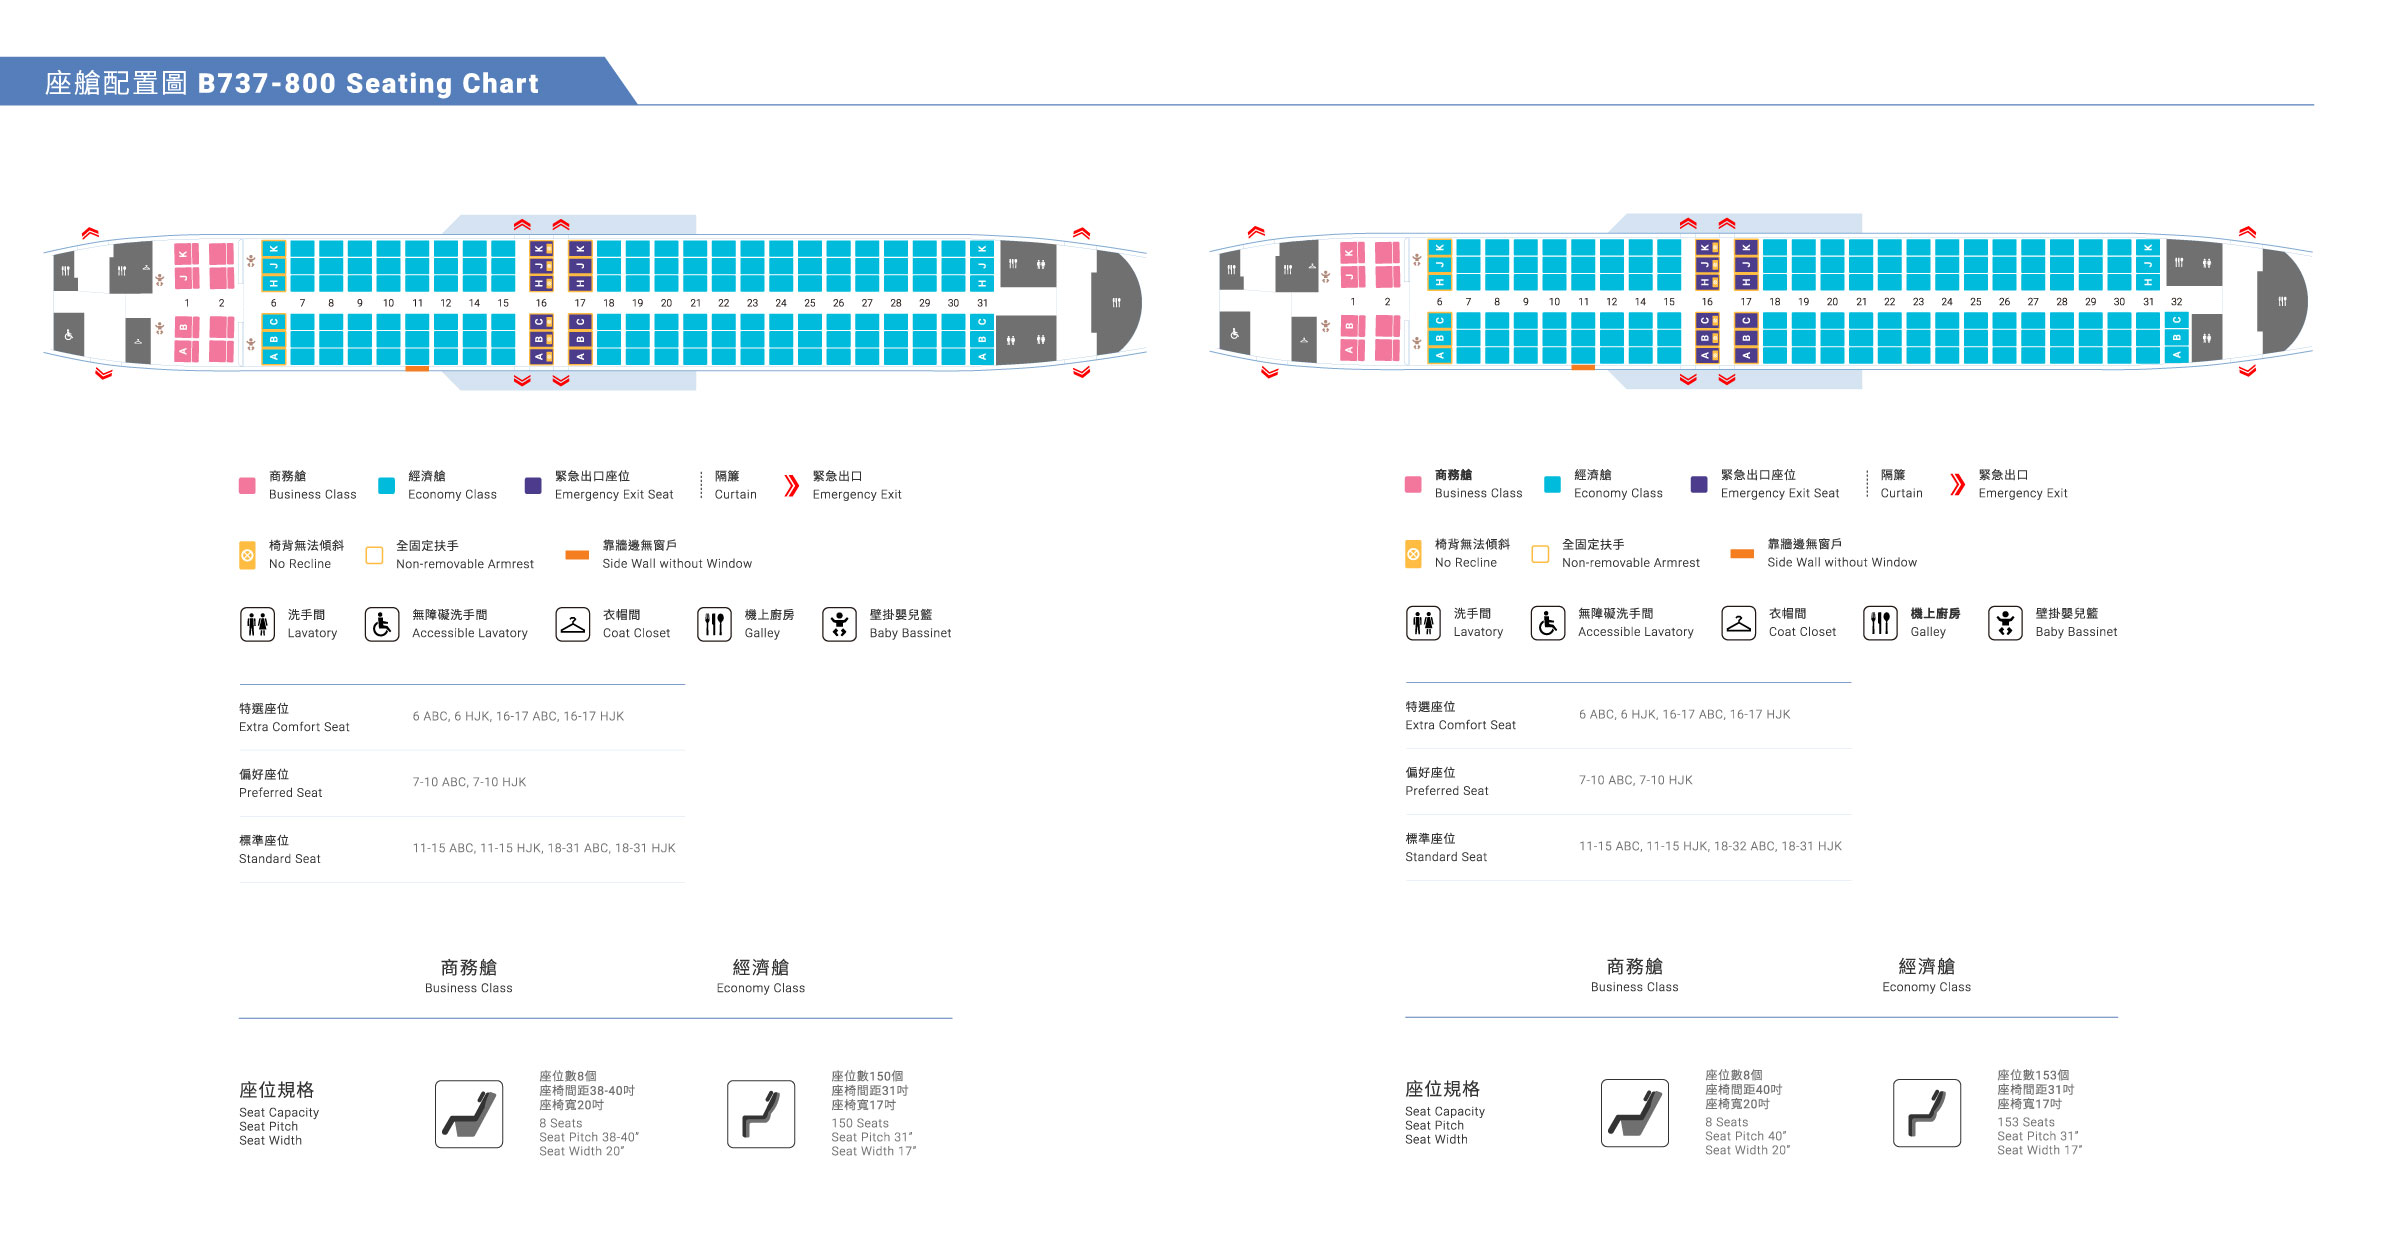 座艙配置圖 B737-800 Seating Chart
K K K K K
J J J J J
H H H H
1 2 6 7 8 9 10 11 12 14 15 16 17 18 19 20 21 22 23 24 25 26 27 28 29 30 31
C C C C
B B B B B
A A A A A
商務艙 經濟艙 緊急出口座位 隔簾 緊急出口
Business Class Economy Class Emergency Exit Seat Curtain Emergency Exit
椅背無法傾斜 全固定扶手 靠牆邊無窗戶
No Recline Non-removable Armrest Side Wall without Window
洗手間 無障礙洗手間 衣帽間 機上廚房 壁掛嬰兒籃
Lavatory Accessible Lavatory Coat Closet Galley Baby Bassinet
特選座位
Extra Comfort Seat
6 ABC, 6 HJK, 16-17 ABC, 16-17 HJK
偏好座位
Preferred Seat
7-10 ABC, 7-10 HJK
標準座位
Standard Seat
11-15 ABC, 11-15 HJK, 18-31 ABC, 18-31 HJK
商務艙 經濟艙
Business Class Economy Class
座位規格
Seat Capacity
Seat Pitch
Seat Width
座位數8個
座椅間距38-40吋
座椅寬20吋
8 Seats
Seat Pitch 38-40”
Seat Width 20”
座位數150個
座椅間距31吋
座椅寬17吋
150 Seats
Seat Pitch 31”
Seat Width 17”
K K K K K
J J J J J
H H H H
1 2 6 7 8 9 10 11 12 14 15 16 17 18 19 20 21 22 23 24 25 26 27 28 29 30 31 32
C C C C
B B B B B
A A A A A
商務艙 經濟艙 緊急出口座位 隔簾 緊急出口
Business Class Economy Class Emergency Exit Seat Curtain Emergency Exit
椅背無法傾斜 全固定扶手 靠牆邊無窗戶
No Recline Non-removable Armrest Side Wall without Window
洗手間 無障礙洗手間 衣帽間 機上廚房 壁掛嬰兒籃
Lavatory Accessible Lavatory Coat Closet Galley Baby Bassinet
特選座位
Extra Comfort Seat
6 ABC, 6 HJK, 16-17 ABC, 16-17 HJK
偏好座位
Preferred Seat
7-10 ABC, 7-10 HJK
標準座位
Standard Seat
11-15 ABC, 11-15 HJK, 18-32 ABC, 18-31 HJK
商務艙 經濟艙
Business Class Economy Class
座位規格
Seat Capacity
Seat Pitch
Seat Width
座位數8個
座椅間距40吋
座椅寬20吋
8 Seats
Seat Pitch 40”
Seat Width 20”
座位數153個
座椅間距31吋
座椅寬17吋
153 Seats
Seat Pitch 31”
Seat Width 17”